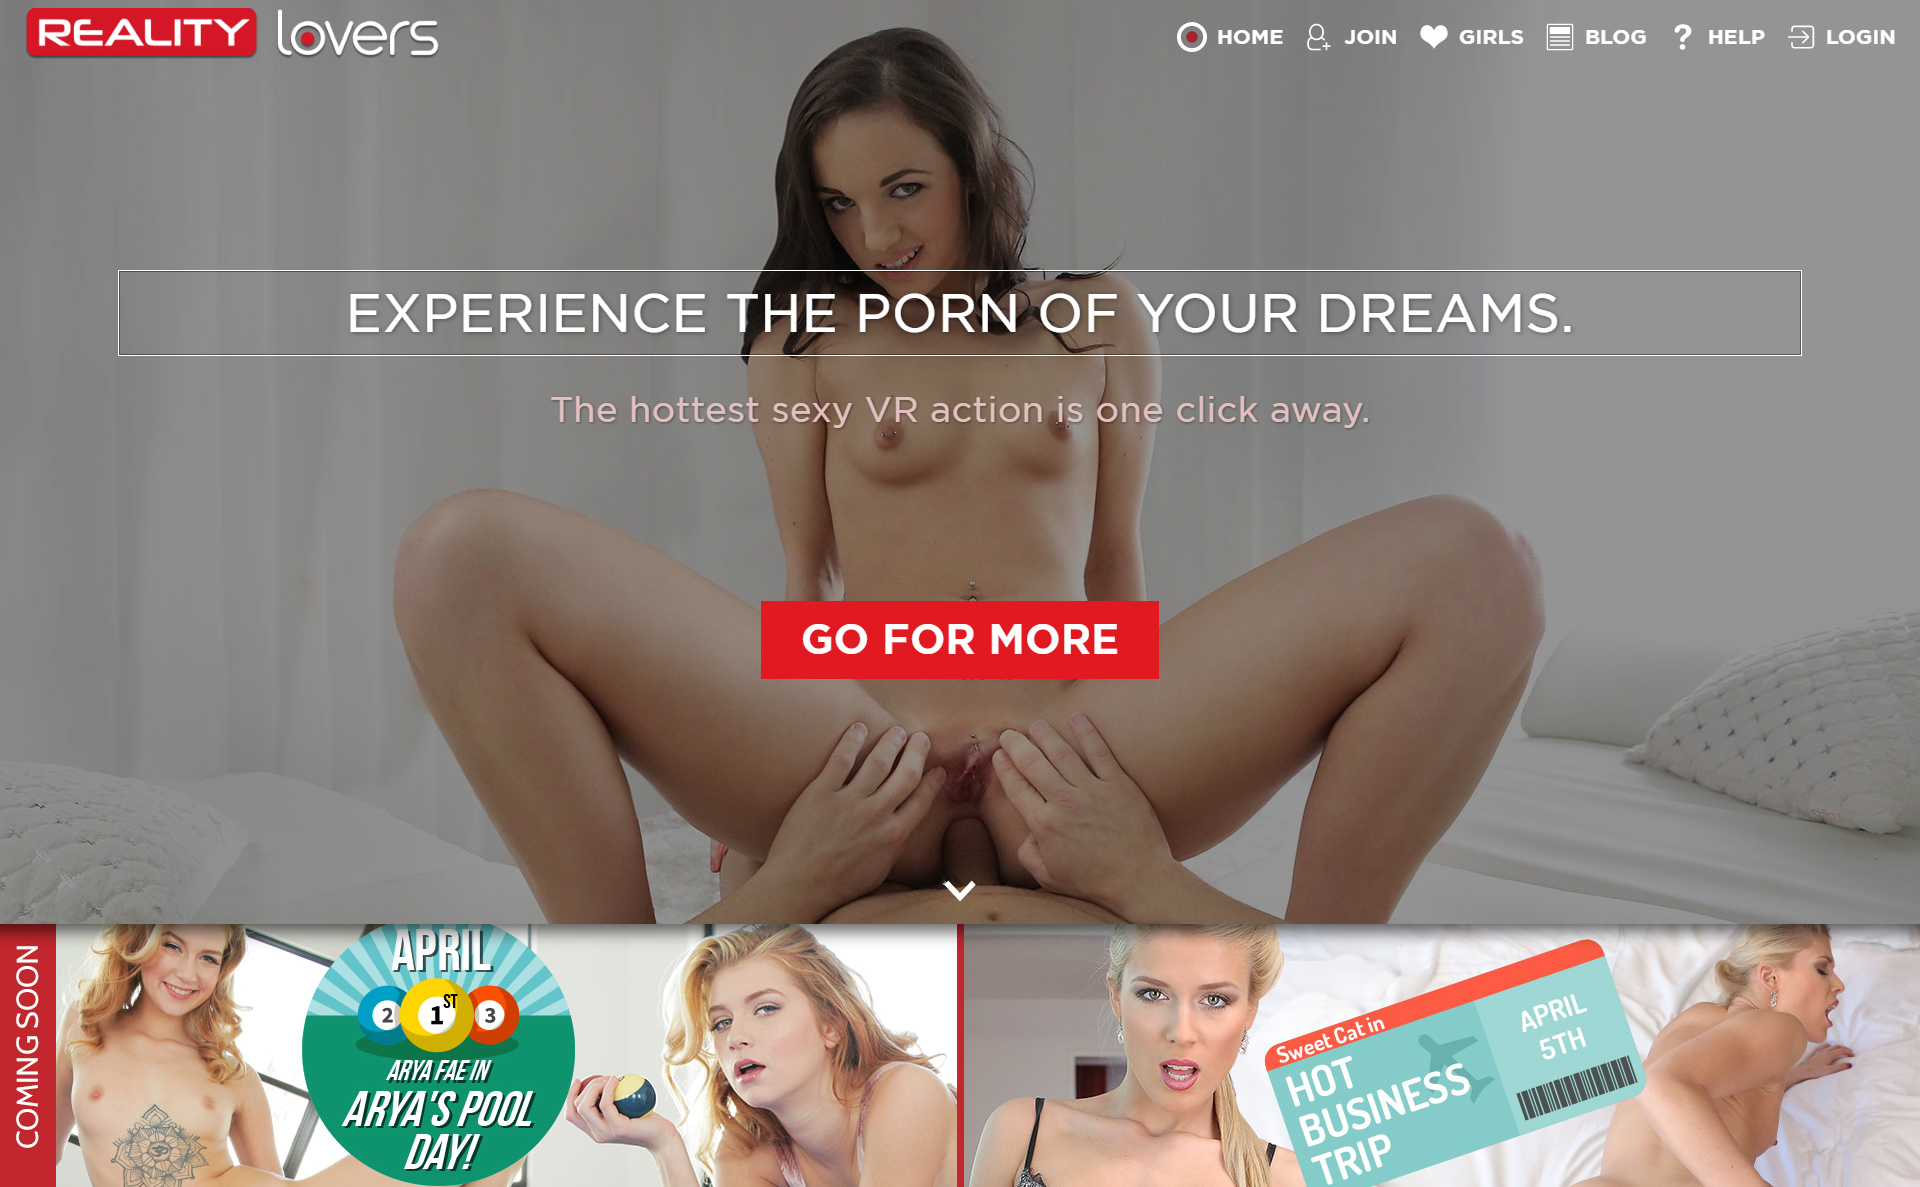 REALITY lovers
HOME JOIN GIRLS BLOG HELP LOGIN
EXPERIENCE THE PORN OF YOUR DREAMS.
The hottest sexy VR action is one click away.
GO FOR MORE
COMING SOON
APRIL
2 1ST 3
ARYA FAE IN
ARYA'S POOL
DAY!
Sweet Cat in
HOT
BUSINESS
TRIP
APRIL
5TH